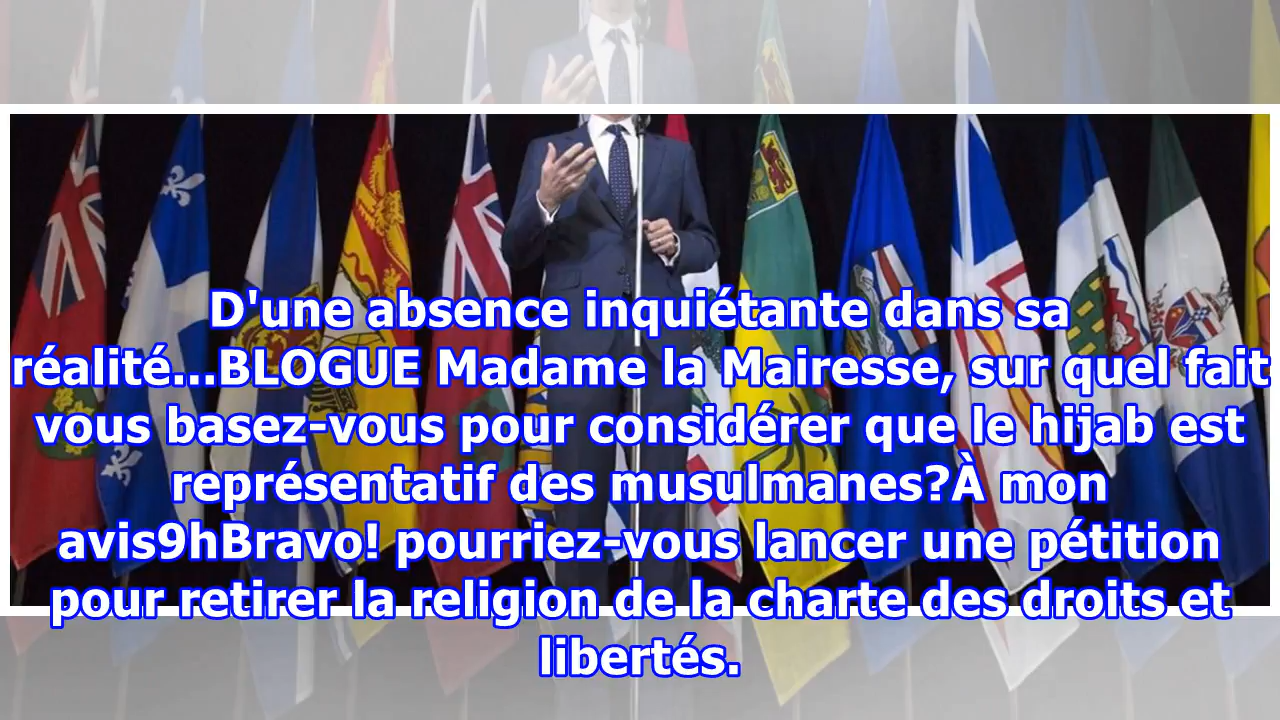 D'une absence inquiétante dans sa
réalité...BLOGUE Madame la Mairesse, sur quel fait
vous basez-vous pour considérer que le hijab est
représentatif des musulmanes?À mon
avis9hBravo! pourriez-vous lancer une pétition
pour retirer la religion de la charte des droits et
libertés.